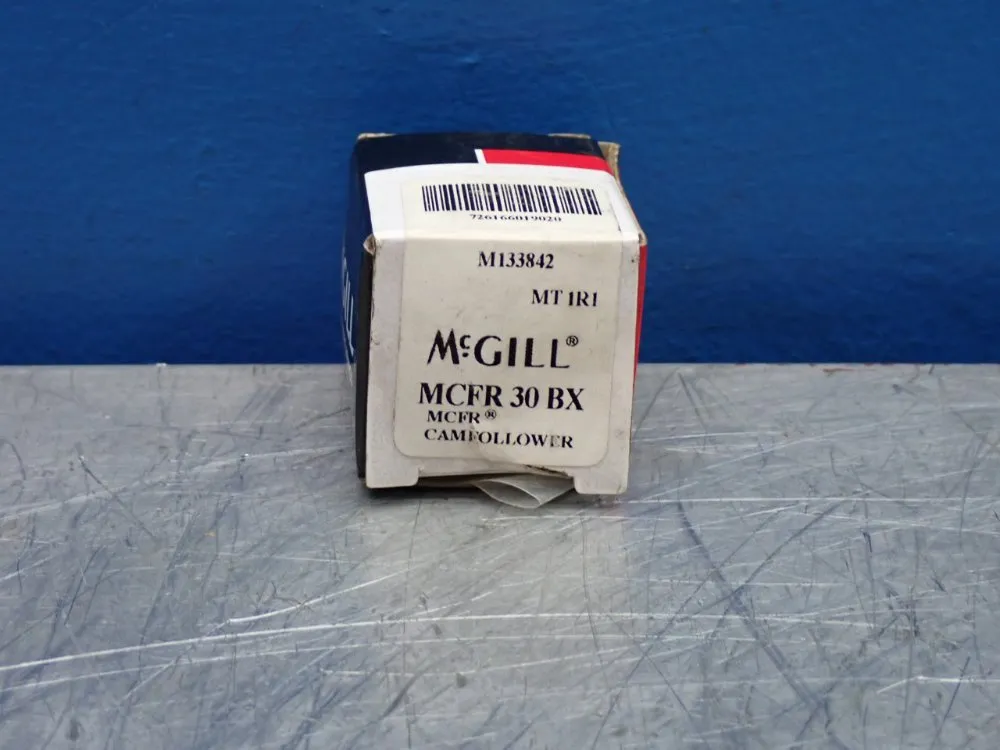 726166019020
M133842
MT 1R1
McGILL®
MCFR 30 BX
MCFR®
CAMFOLLOWER